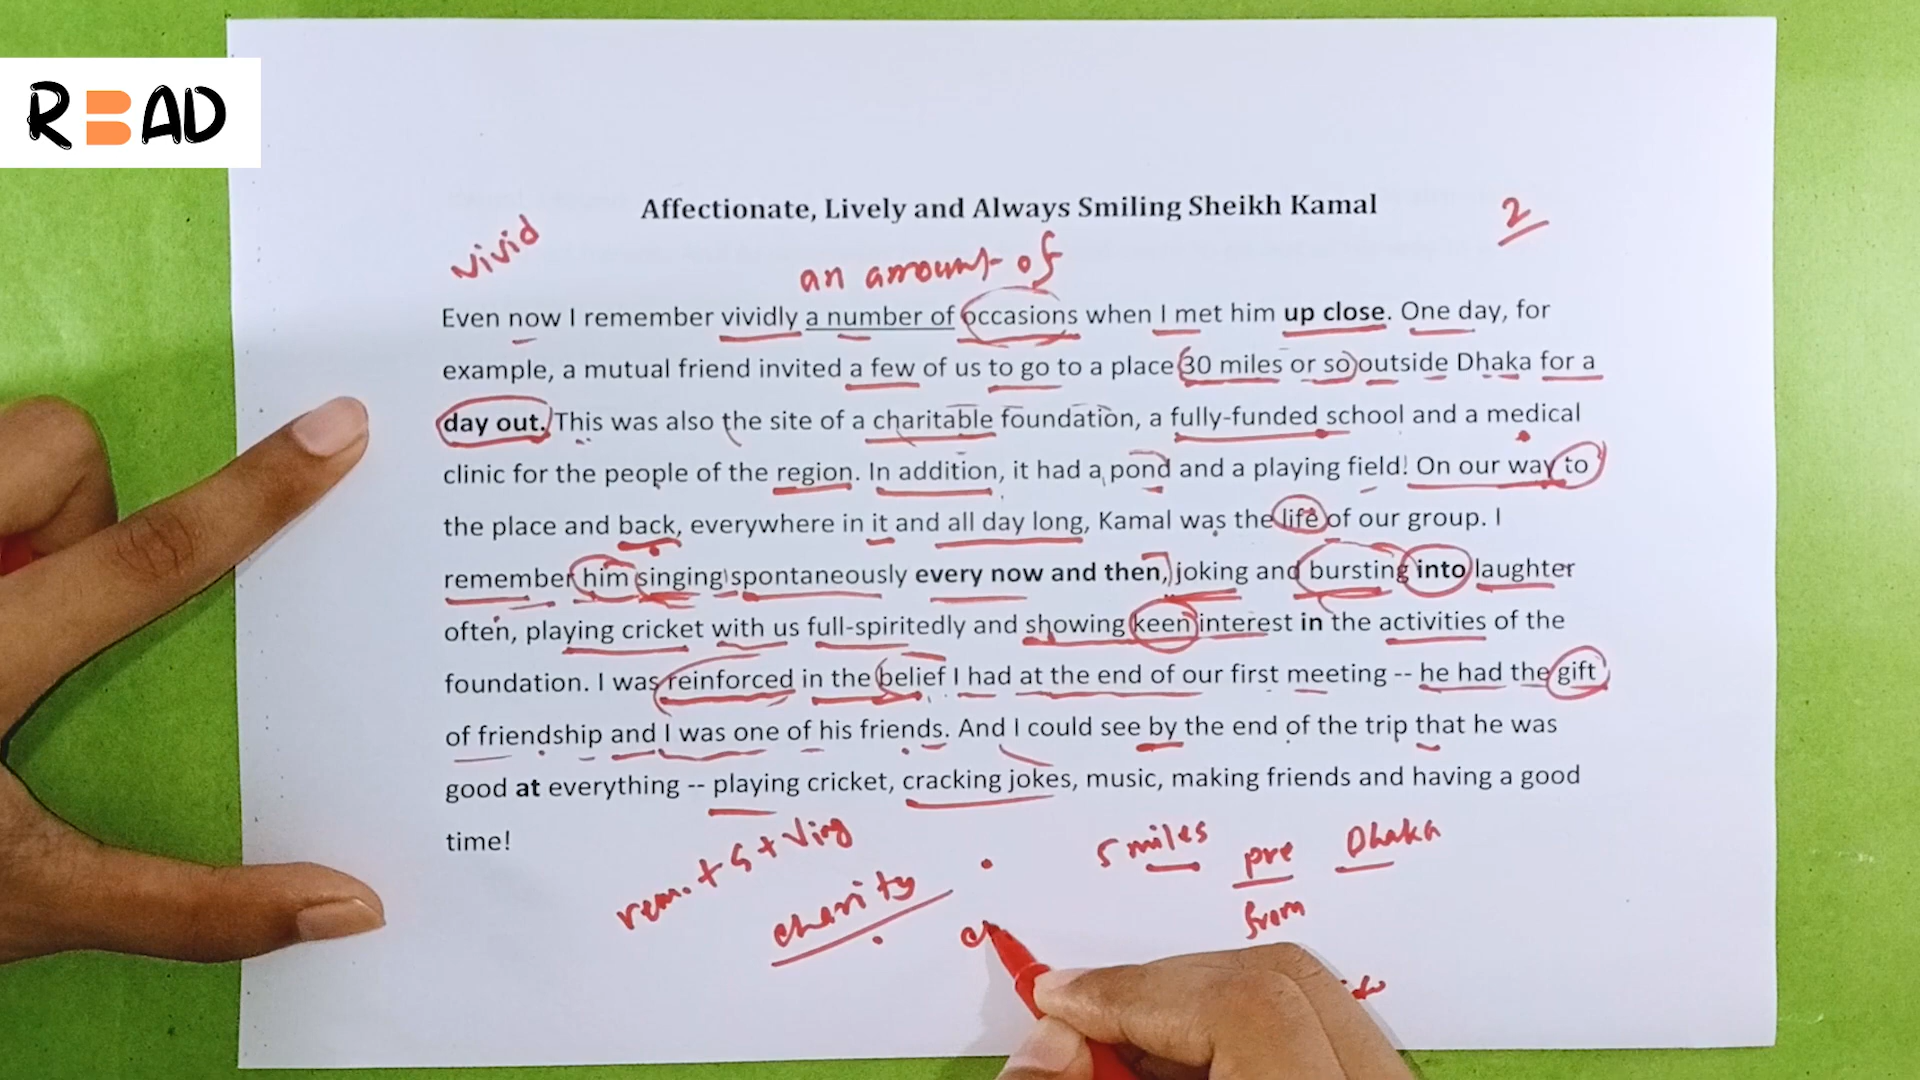 READ
Affectionate, Lively and Always Smiling Sheikh Kamal
2
vivid
an amount of
Even now I remember vividly a number of occasions when I met him up close. One day, for
example, a mutual friend invited a few of us to go to a place 30 miles or so outside Dhaka for a
day out. This was also the site of a charitable foundation, a fully-funded school and a medical
clinic for the people of the region. In addition, it had a pond and a playing field! On our way to
the place and back, everywhere in it and all day long, Kamal was the life of our group. I
remember him singing spontaneously every now and then, joking and bursting into laughter
often, playing cricket with us full-spiritedly and showing keen interest in the activities of the
foundation. I was reinforced in the belief I had at the end of our first meeting -- he had the gift
of friendship and I was one of his friends. And I could see by the end of the trip that he was
good at everything -- playing cricket, cracking jokes, music, making friends and having a good
time!
rem. + S + Ving
5 miles pre Dhaka
charity
from